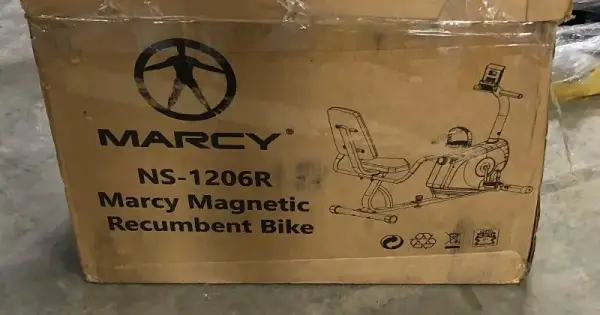 MARCY®
NS-1206R
Marcy Magnetic
Recumbent Bike